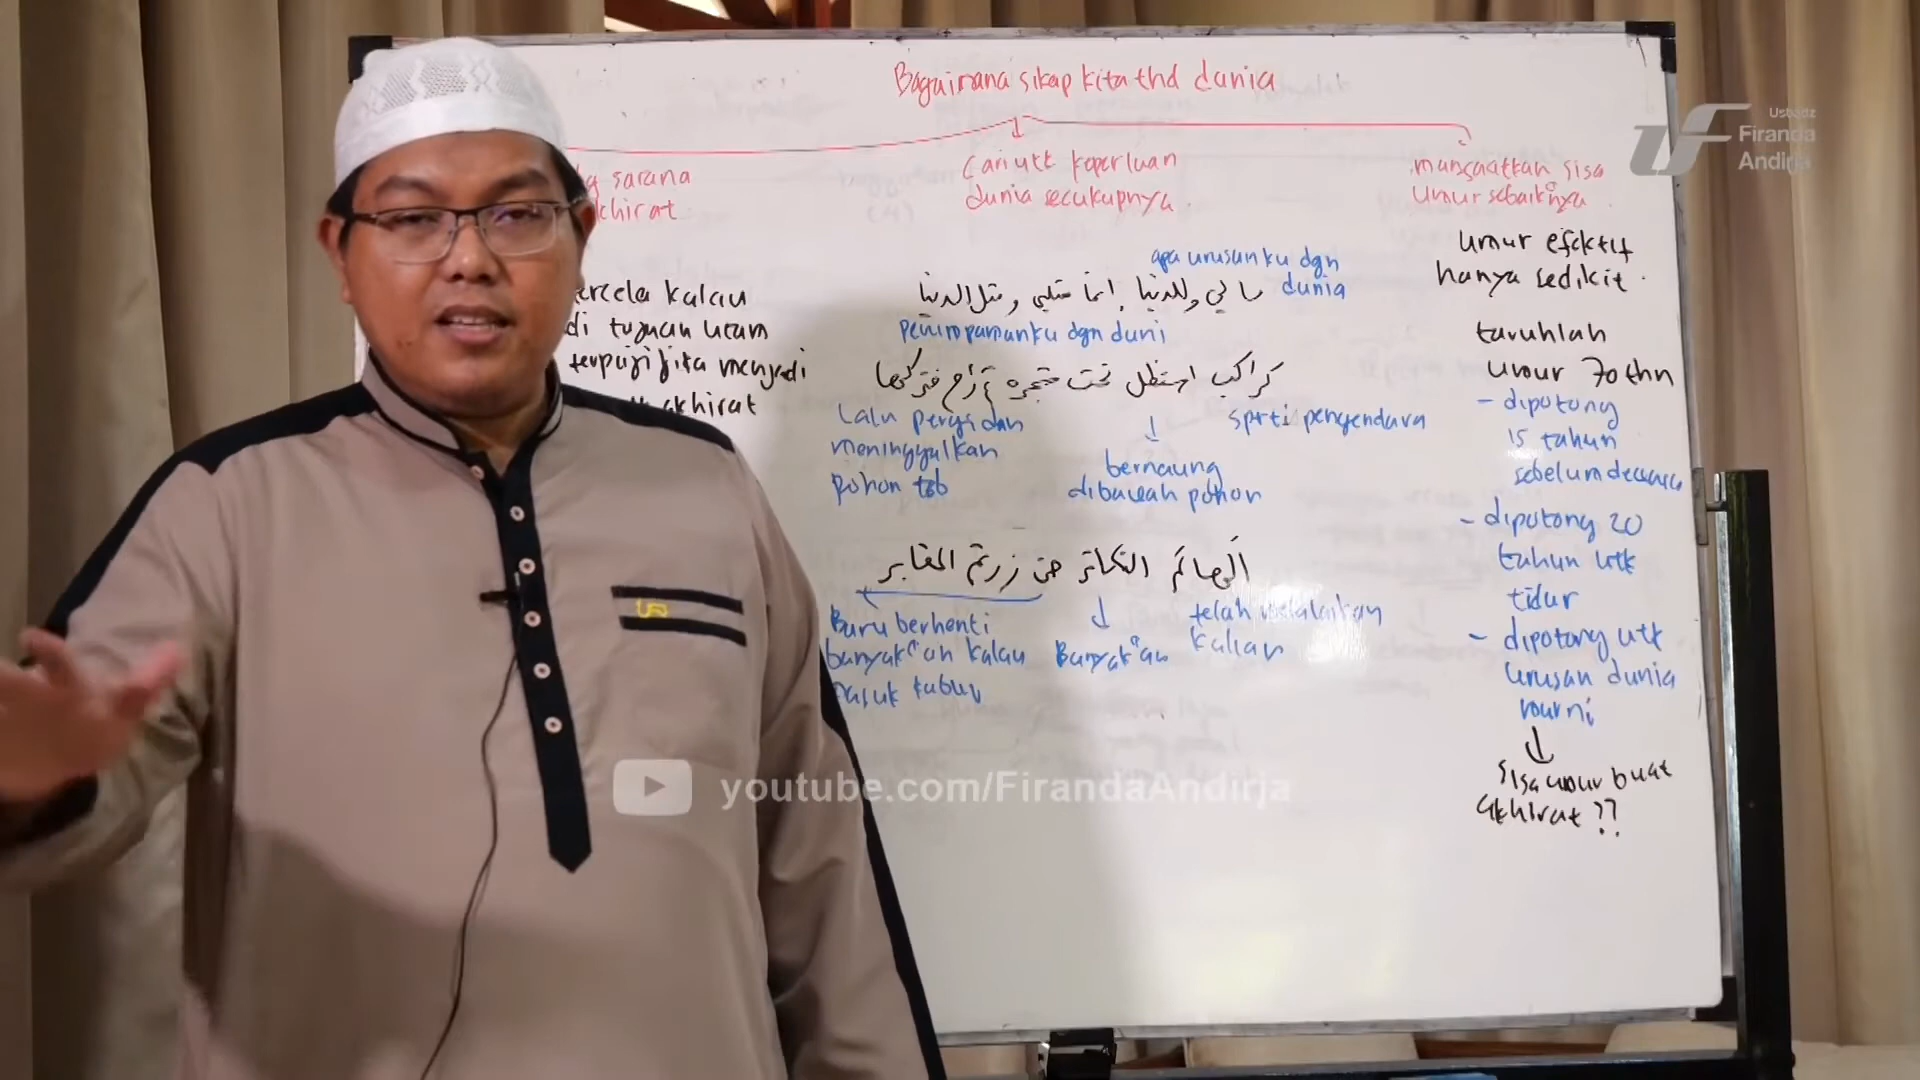 Bagaimana sikap kita thd dunia
sbg sarana
akhirat
Cari utk keperluan
dunia secukupnya
manfaatkan sisa
umur sebaik²nya
Ustadz
Firanda
Andirja
tercela kalau
di tujuan utam
terpuji jika menjadi
akhirat
apa urusanku dgn
dunia
ما لي وللدنيا إنما مثلي ومثل الدنيا
perumpamanku dgn duni
كراكب استظل تحت شجرة ثم راح فتركها
sprti pengendara
bernaung
dibawah pohon
Lalu pergi dan
meninggalkan
pohon tsb
ألهاكم التكاثر حتى زرتم المقابر
telah melalaikan
kalian
Banyak²an
Baru berhenti
banyak²an kalau
masuk kubur
umur efektif
hanya sedikit
taruhlah
umur 70 thn
- dipotong
15 tahun
sebelum dewasa
- dipotong 20
tahun utk
tidur
- dipotong utk
urusan dunia
murni
sisa umur buat
akhirat ??
youtube.com/FirandaAndirja